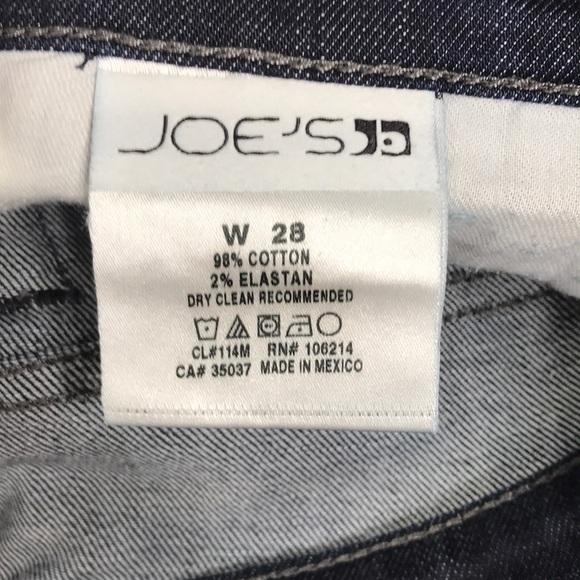 JOE'S
W 28
98% COTTON
2% ELASTAN
DRY CLEAN RECOMMENDED
CL#114M RN# 106214
CA# 35037 MADE IN MEXICO